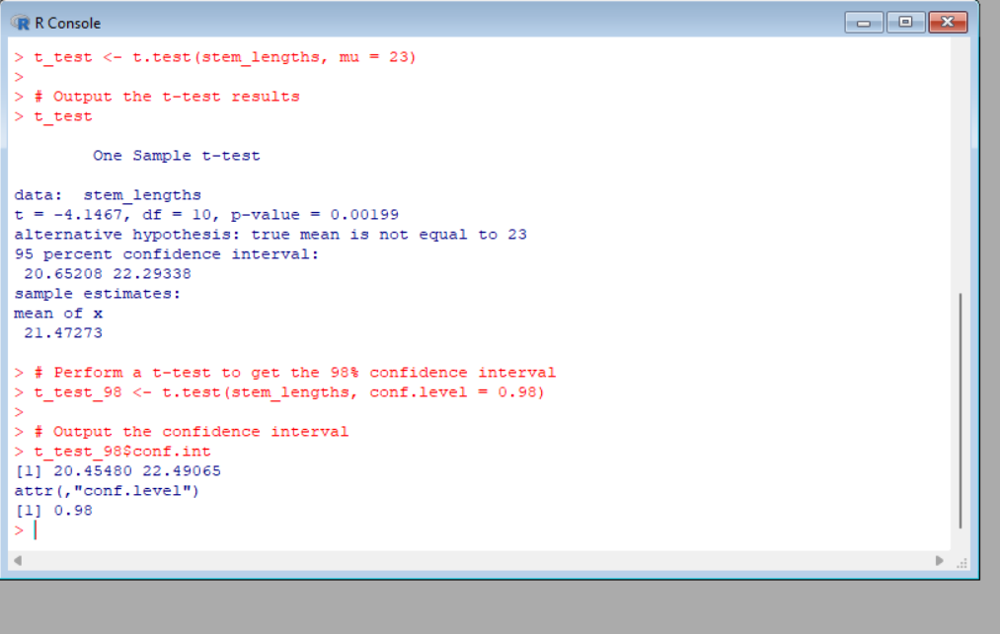 R Console
> t_test <- t.test(stem_lengths, mu = 23)
>
> # Output the t-test results
> t_test
One Sample t-test
data:  stem_lengths
t = -4.1467, df = 10, p-value = 0.00199
alternative hypothesis: true mean is not equal to 23
95 percent confidence interval:
20.65208 22.29338
sample estimates:
mean of x
21.47273
> # Perform a t-test to get the 98% confidence interval
> t_test_98 <- t.test(stem_lengths, conf.level = 0.98)
>
> # Output the confidence interval
> t_test_98$conf.int
[1] 20.45480 22.49065
attr(,"conf.level")
[1] 0.98
>